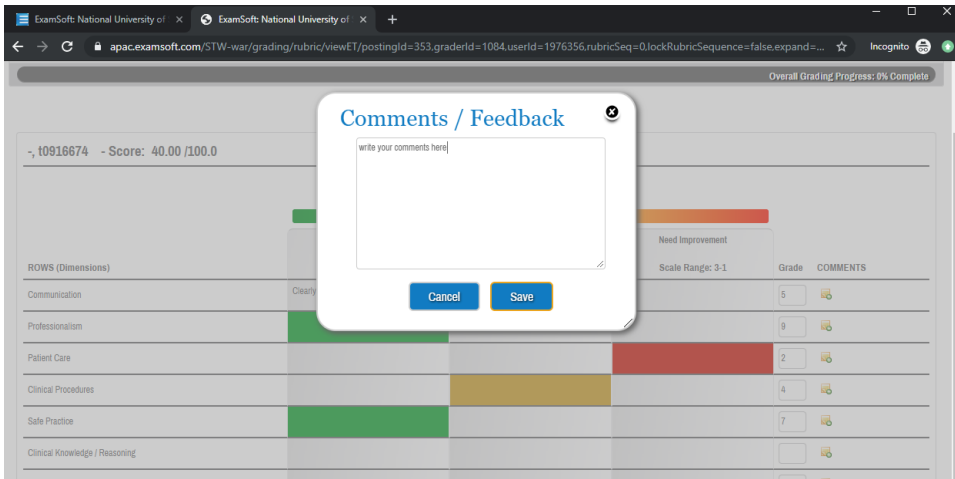 ExamSoft: National University of
ExamSoft: National University of
apac.examsoft.com/STW-war/grading/rubric/viewET/postingId=353,graderId=1084,userId=1976356,rubricSeq=0,lockRubricSequence=false,expand=...
Incognito
Overall Grading Progress: 0% Complete
Comments / Feedback
write your comments here
-, t0916674 - Score: 40.00 /100.0
Need Improvement
ROWS (Dimensions)
Scale Range: 3-1
Grade
COMMENTS
Communication
Clearly
5
Cancel
Save
Professionalism
9
Patient Care
2
Clinical Procedures
4
Safe Practice
7
Clinical Knowledge / Reasoning